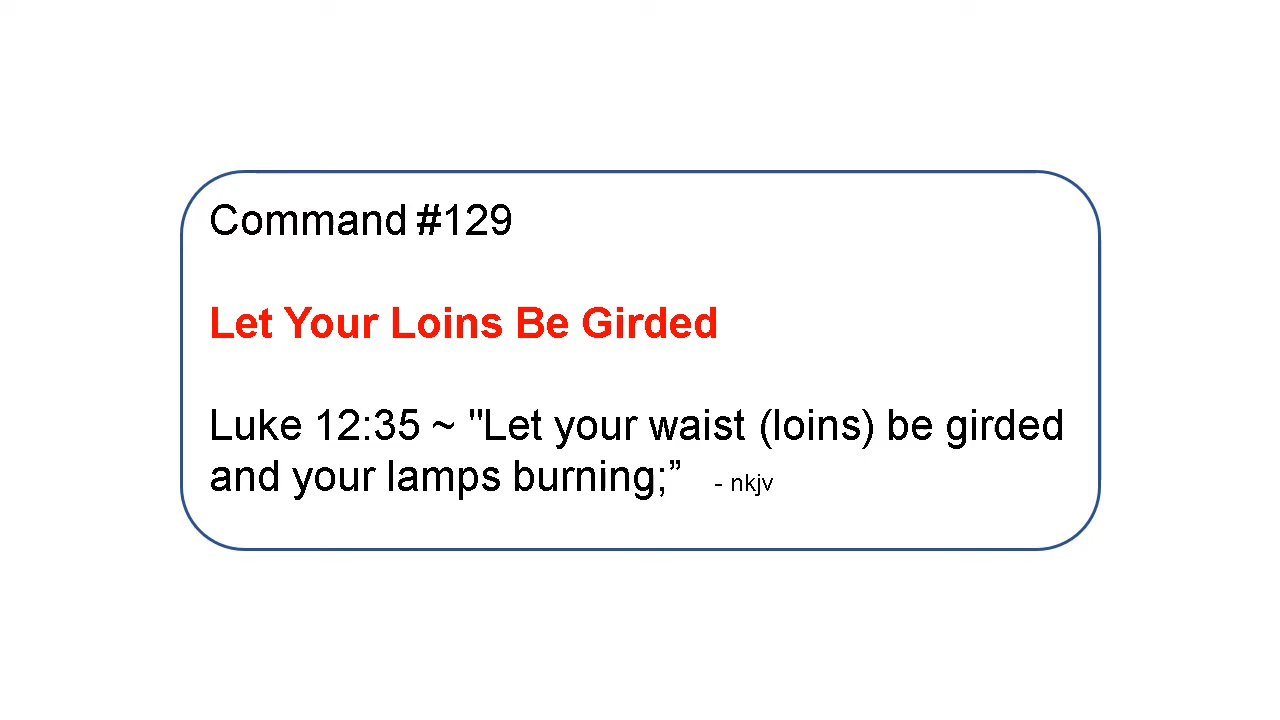 Command #129
Let Your Loins Be Girded
Luke 12:35 ~ "Let your waist (loins) be girded
and your lamps burning;” - nkjv